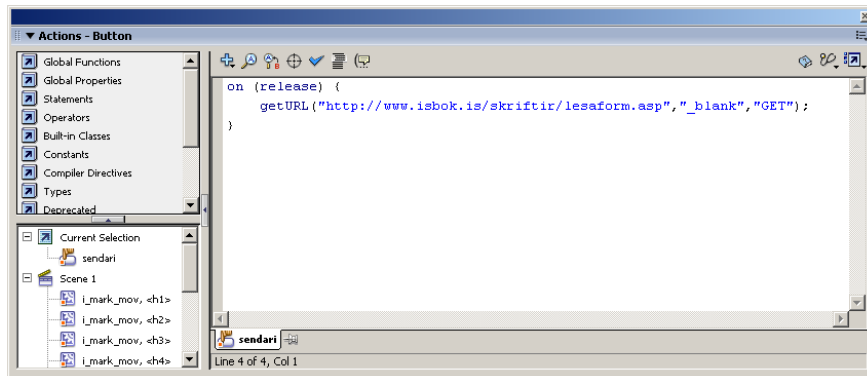 Actions - Button
Global Functions
Global Properties
Statements
Operators
Built-in Classes
Constants
Compiler Directives
Types
Deprecated
Current Selection
sendari
Scene 1
i_mark_mov, <h1>
i_mark_mov, <h2>
i_mark_mov, <h3>
i_mark_mov, <h4>
on (release) {
getURL("http://www.isbok.is/skriftir/lesaform.asp","_blank","GET");
}
sendari
Line 4 of 4, Col 1